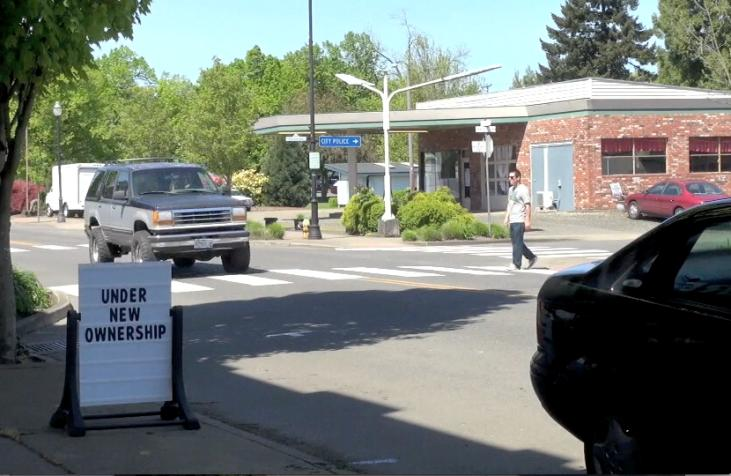 CITY POLICE →
UNDER
NEW
OWNERSHIP